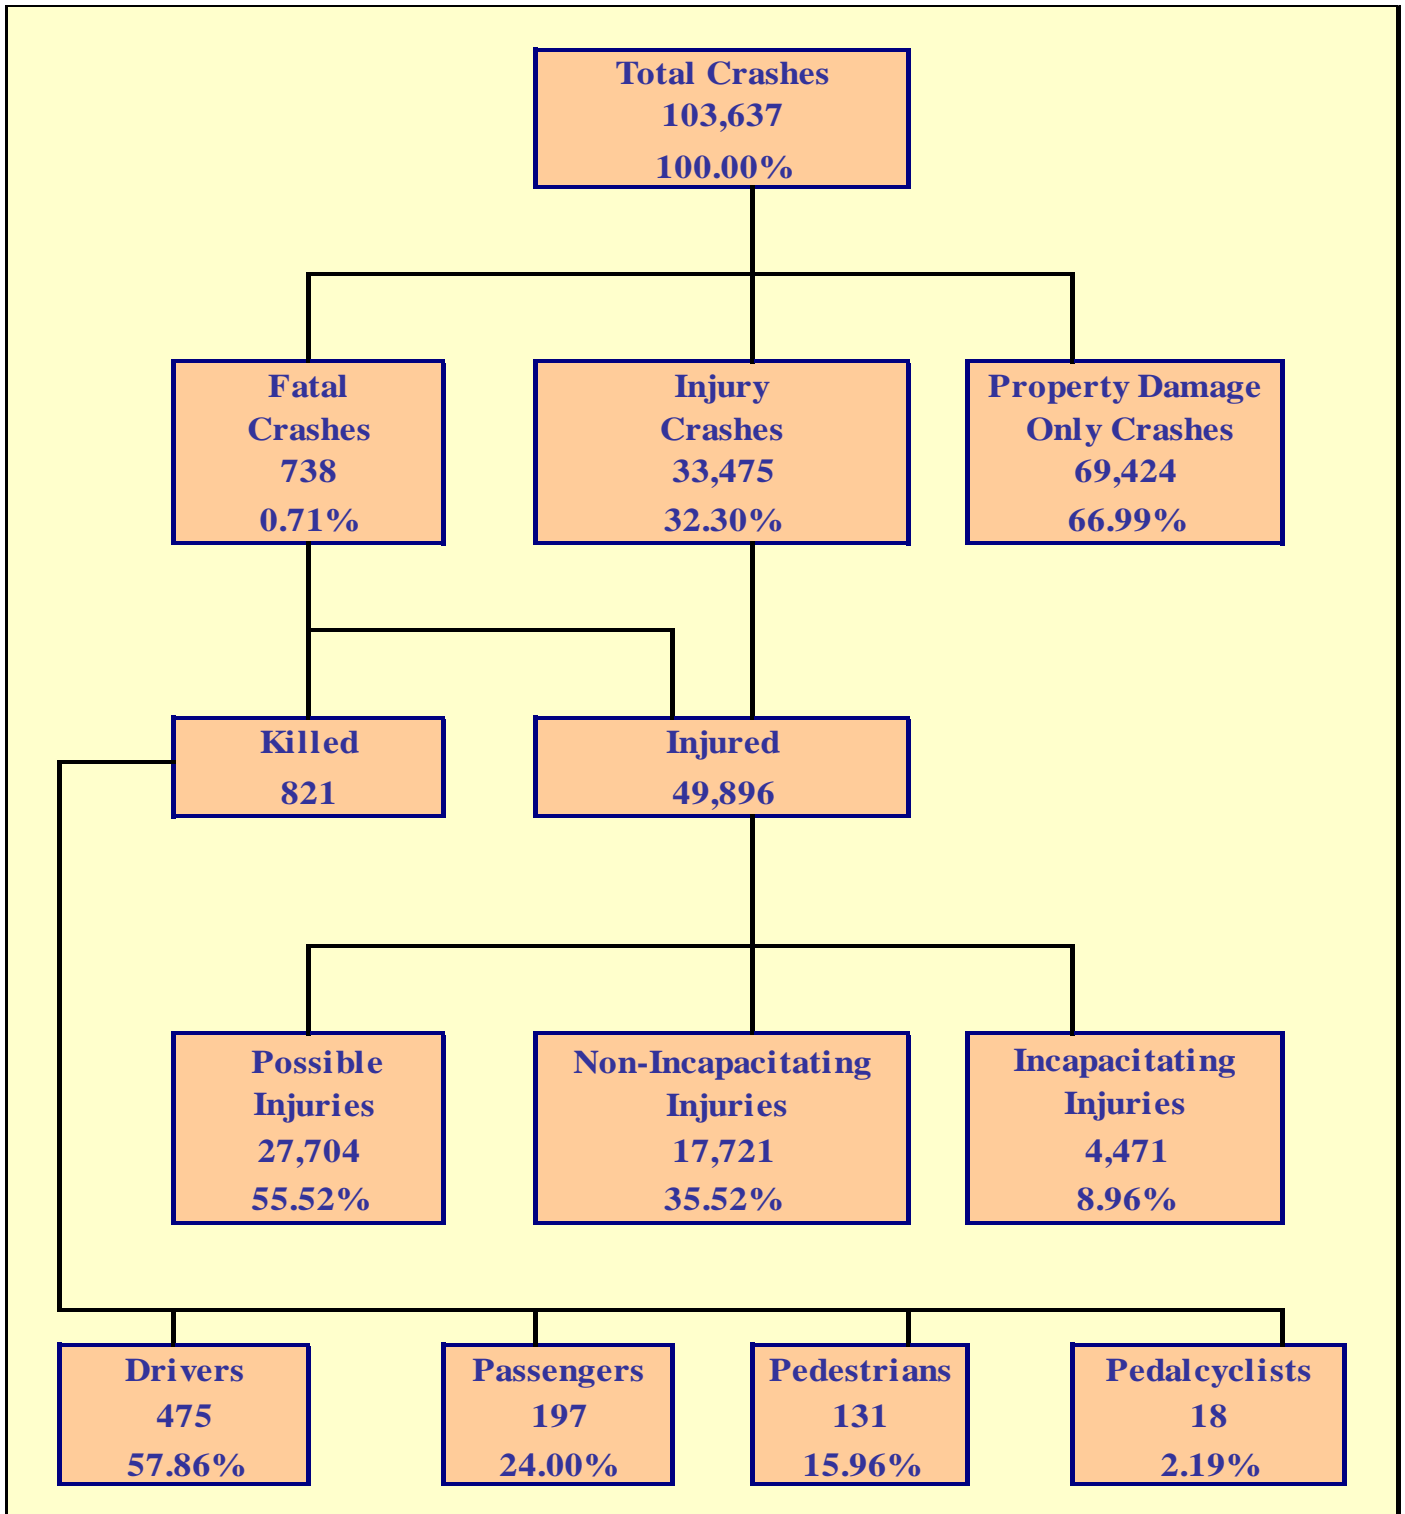 Total Crashes
103,637
100.00%
Fatal
Crashes
738
0.71%
Injury
Crashes
33,475
32.30%
Property Damage
Only Crashes
69,424
66.99%
Killed
821
Injured
49,896
Possible
Injuries
27,704
55.52%
Non-Incapacitating
Injuries
17,721
35.52%
Incapacitating
Injuries
4,471
8.96%
Drivers
475
57.86%
Passengers
197
24.00%
Pedestrians
131
15.96%
Pedalcyclists
18
2.19%